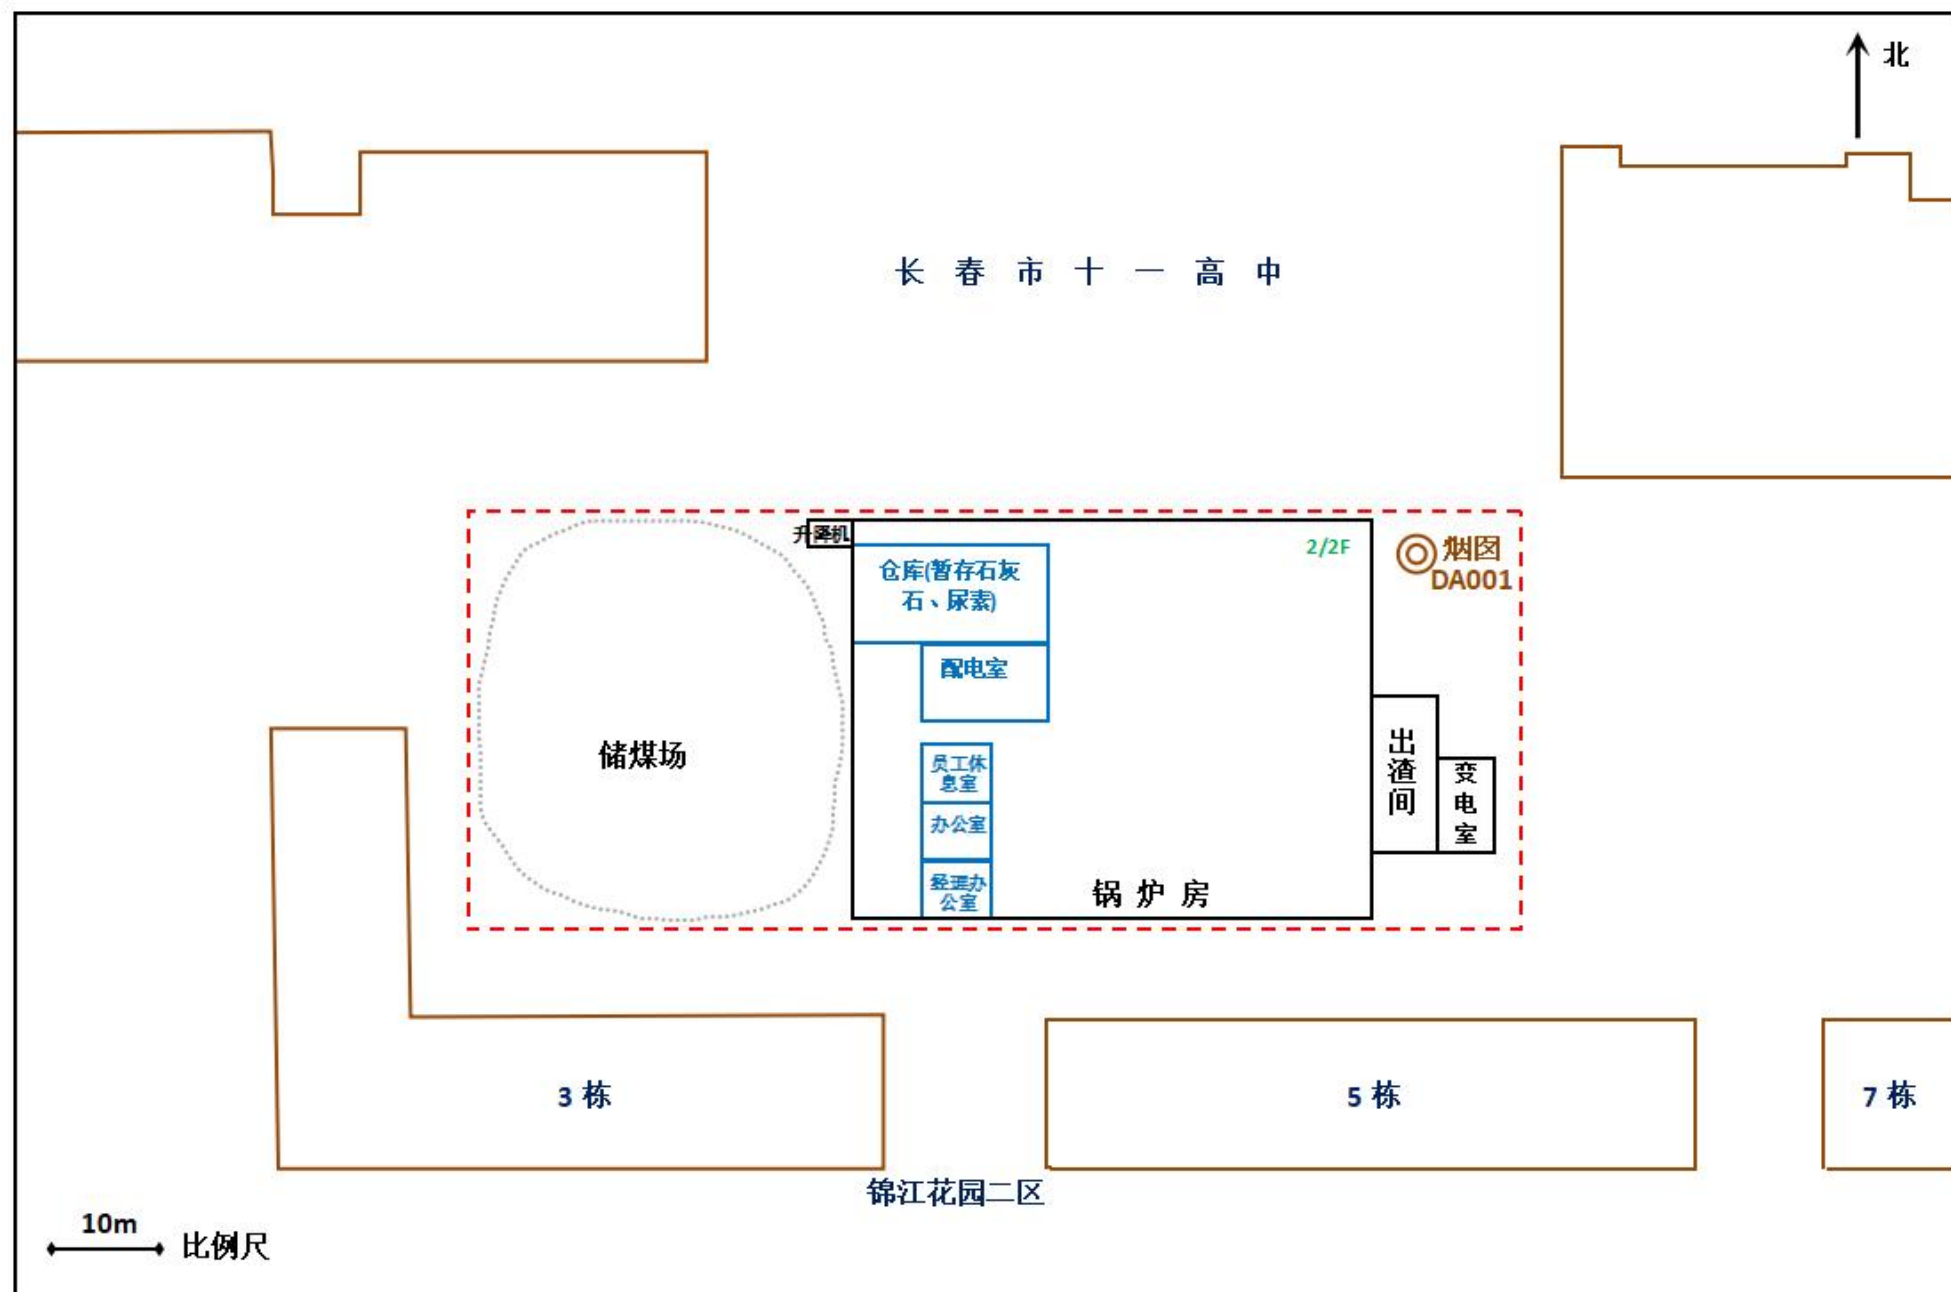 北
长春市十一高中
升降机
2/2F
烟囱
DA001
仓库(暂存石灰
石、尿素)
配电室
储煤场
出渣间
变电室
员工休
息室
办公室
经理办
公室
锅炉房
3 栋
5 栋
7 栋
锦江花园二区
10m
比例尺